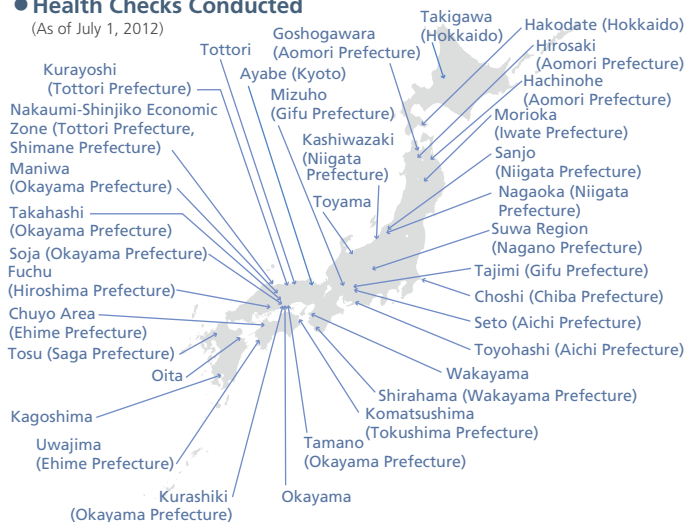 ● Health Checks Conducted
(As of July 1, 2012)
Takigawa
(Hokkaido)
Hakodate (Hokkaido)
Goshogawara
(Aomori Prefecture)
Hirosaki
(Aomori Prefecture)
Tottori
Ayabe (Kyoto)
Hachinohe
(Aomori Prefecture)
Kurayoshi
(Tottori Prefecture)
Mizuho
(Gifu Prefecture)
Nakaumi-Shinjiko Economic
Zone (Tottori Prefecture,
Shimane Prefecture)
Morioka
(Iwate Prefecture)
Kashiwazaki
(Niigata
Prefecture)
Sanjo
(Niigata Prefecture)
Maniwa
(Okayama Prefecture)
Nagaoka (Niigata
Prefecture)
Toyama
Takahashi
(Okayama Prefecture)
Suwa Region
(Nagano Prefecture)
Soja (Okayama Prefecture)
Fuchu
(Hiroshima Prefecture)
Tajimi (Gifu Prefecture)
Choshi (Chiba Prefecture)
Chuyo Area
(Ehime Prefecture)
Seto (Aichi Prefecture)
Tosu (Saga Prefecture)
Toyohashi (Aichi Prefecture)
Oita
Wakayama
Shirahama (Wakayama Prefecture)
Kagoshima
Komatsushima
(Tokushima Prefecture)
Uwajima
(Ehime Prefecture)
Tamano
(Okayama Prefecture)
Kurashiki
(Okayama Prefecture)
Okayama